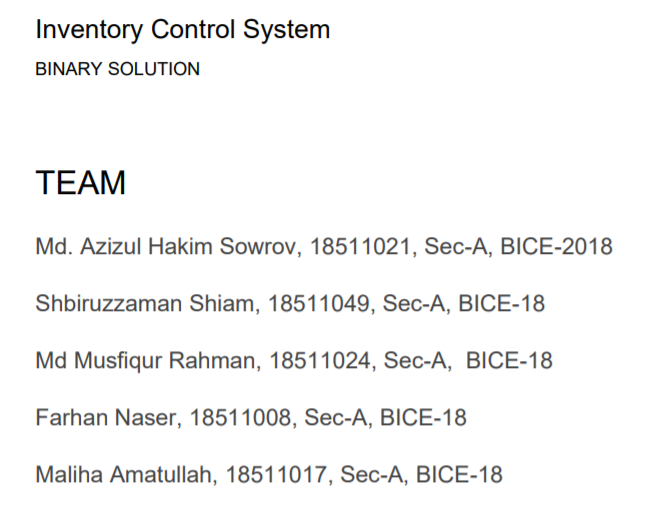 Inventory Control System
BINARY SOLUTION
TEAM
Md. Azizul Hakim Sowrov, 18511021, Sec-A, BICE-2018
Shbiruzzaman Shiam, 18511049, Sec-A, BICE-18
Md Musfiqur Rahman, 18511024, Sec-A,  BICE-18
Farhan Naser, 18511008, Sec-A, BICE-18
Maliha Amatullah, 18511017, Sec-A, BICE-18